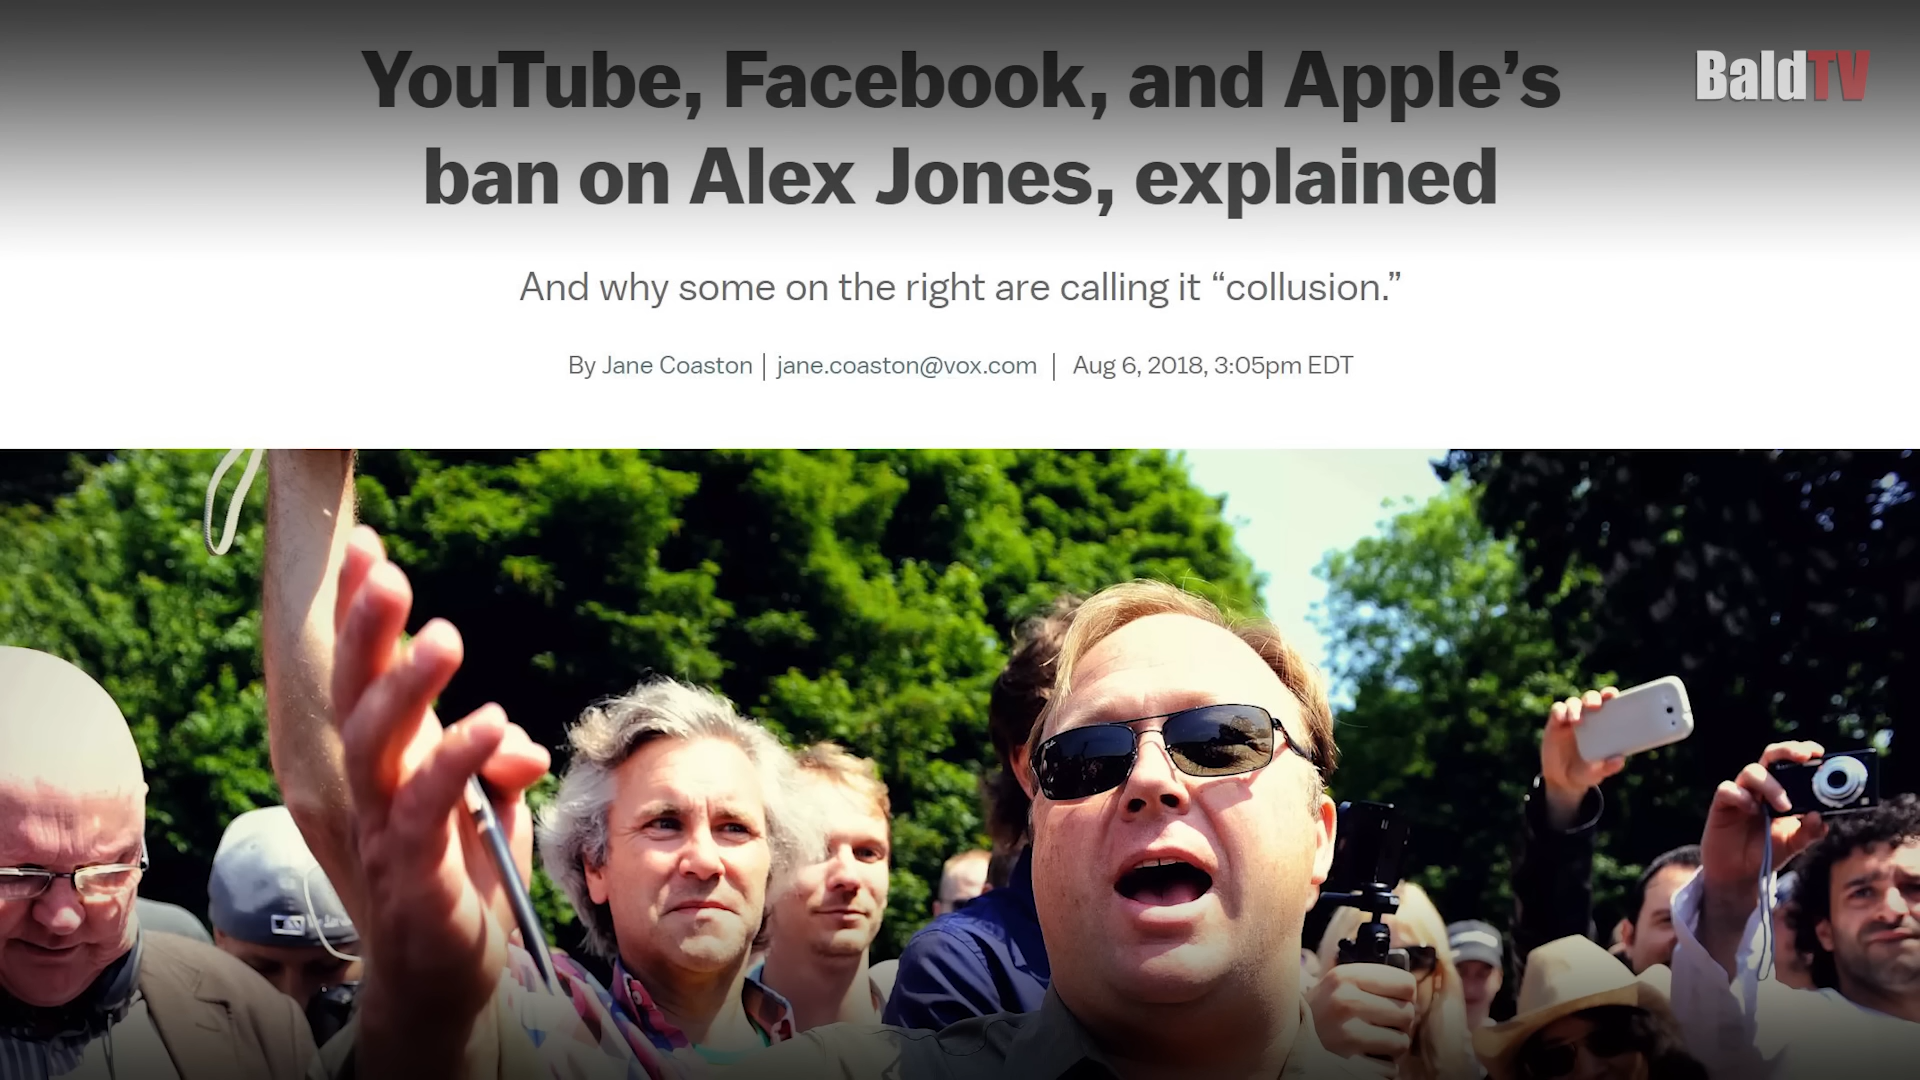 YouTube, Facebook, and Apple’s
BaldTV
ban on Alex Jones, explained
And why some on the right are calling it “collusion.”
By Jane Coaston | jane.coaston@vox.com | Aug 6, 2018, 3:05pm EDT